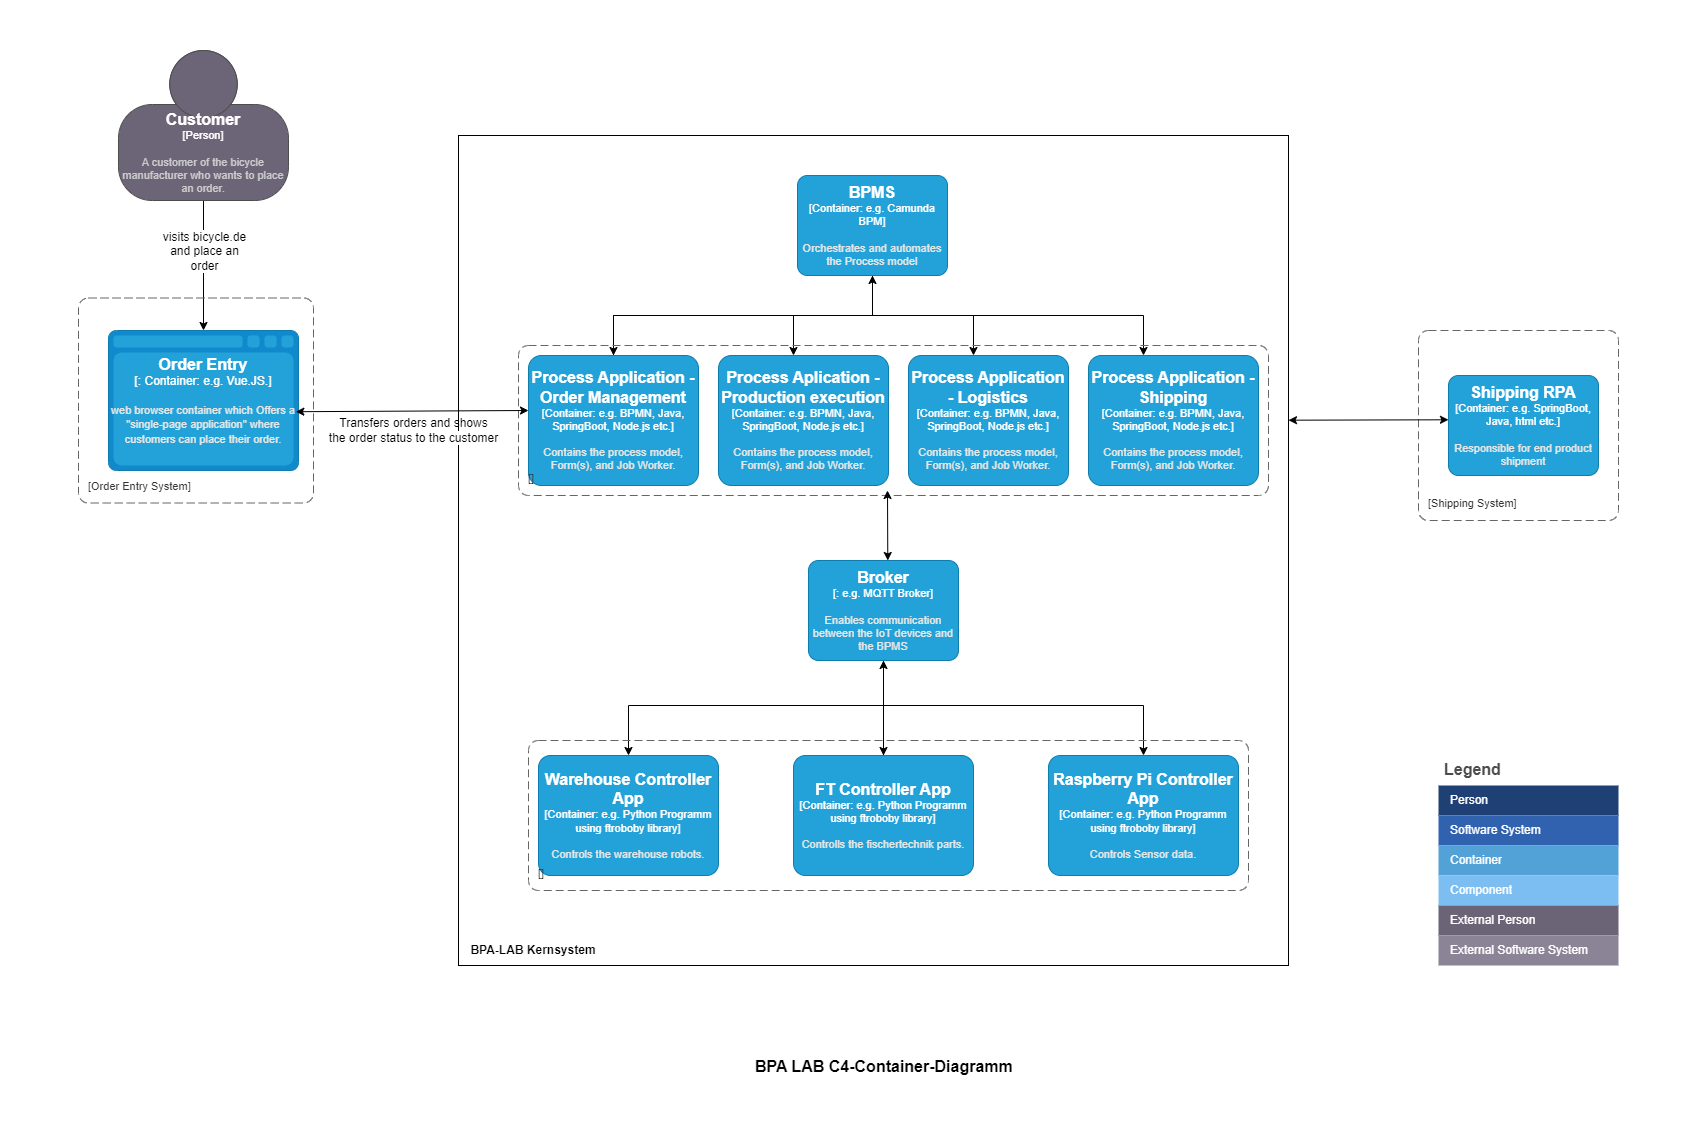 Customer
[Person]
A customer of the bicycle
manufacturer who wants to place
an order.
visits bicycle.de
and place an
order
Order Entry
[: Container: e.g. Vue.JS.]
web browser container which Offers a
"single-page application" where
customers can place their order.
[Order Entry System]
Transfers orders and shows
the order status to the customer
BPMS
[Container: e.g. Camunda
BPM]
Orchestrates and automates
the Process model
Process Application -
Order Management
[Container: e.g. BPMN, Java,
SpringBoot, Node.js etc.]
Contains the process model,
Form(s), and Job Worker.
[]
Process Aplication -
Production execution
[Container: e.g. BPMN, Java,
SpringBoot, Node.js etc.]
Contains the process model,
Form(s), and Job Worker.
Process Application
- Logistics
[Container: e.g. BPMN, Java,
SpringBoot, Node.js etc.]
Contains the process model,
Form(s), and Job Worker.
Process Application -
Shipping
[Container: e.g. BPMN, Java,
SpringBoot, Node.js etc.]
Contains the process model,
Form(s), and Job Worker.
Shipping RPA
[Container: e.g. SpringBoot,
Java, html etc.]
Responsible for end product
shipment
[Shipping System]
Broker
[: e.g. MQTT Broker]
Enables communication
between the IoT devices and
the BPMS
Warehouse Controller
App
[Container: e.g. Python Programm
using ftroboby library]
Controls the warehouse robots.
[]
FT Controller App
[Container: e.g. Python Programm
using ftroboby library]
Controlls the fischertechnik parts.
Raspberry Pi Controller
App
[Container: e.g. Python Programm
using ftroboby library]
Controls Sensor data.
BPA-LAB Kernsystem
Legend
Person
Software System
Container
Component
External Person
External Software System
BPA LAB C4-Container-Diagramm